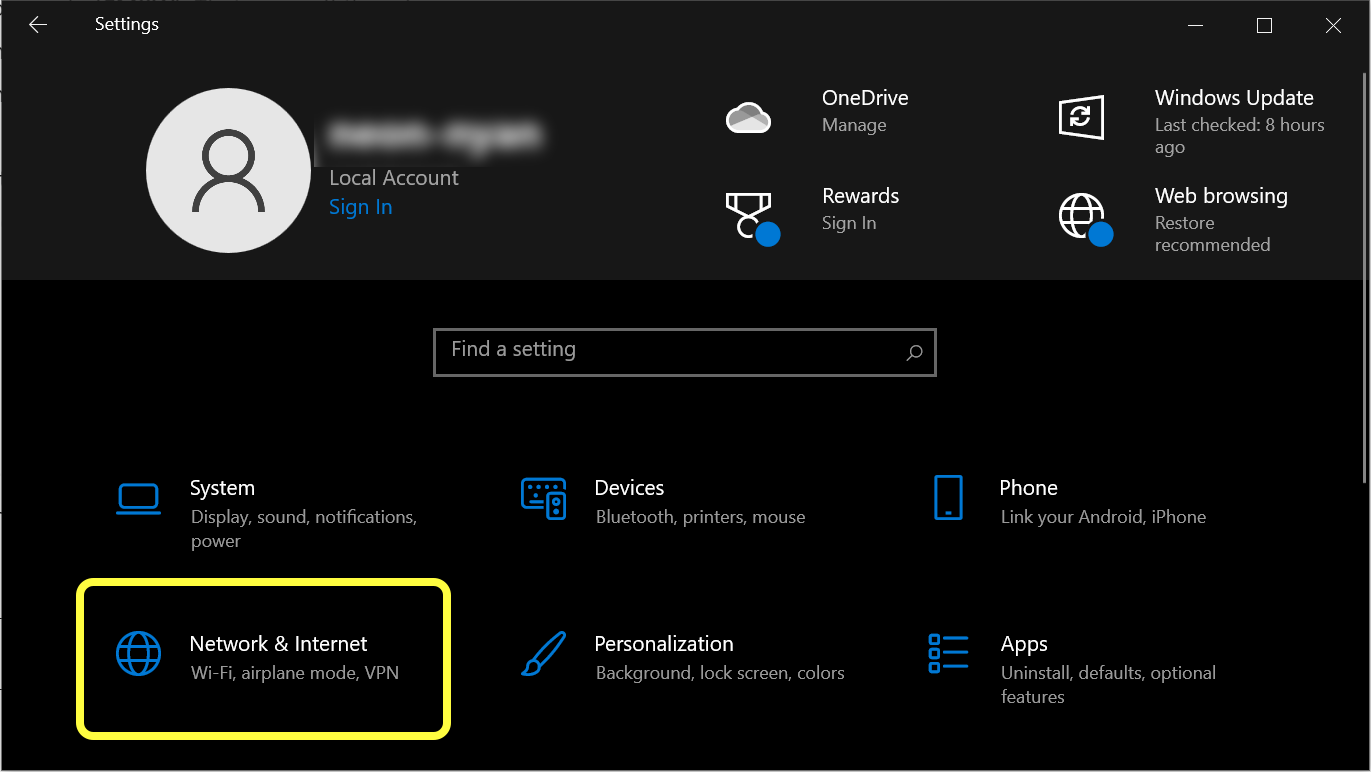 Settings
OneDrive
Manage
Windows Update
Last checked: 8 hours
ago
Local Account
Sign In
Rewards
Sign In
Web browsing
Restore
recommended
Find a setting
System
Display, sound, notifications,
power
Devices
Bluetooth, printers, mouse
Phone
Link your Android, iPhone
Network & Internet
Wi-Fi, airplane mode, VPN
Personalization
Background, lock screen, colors
Apps
Uninstall, defaults, optional
features